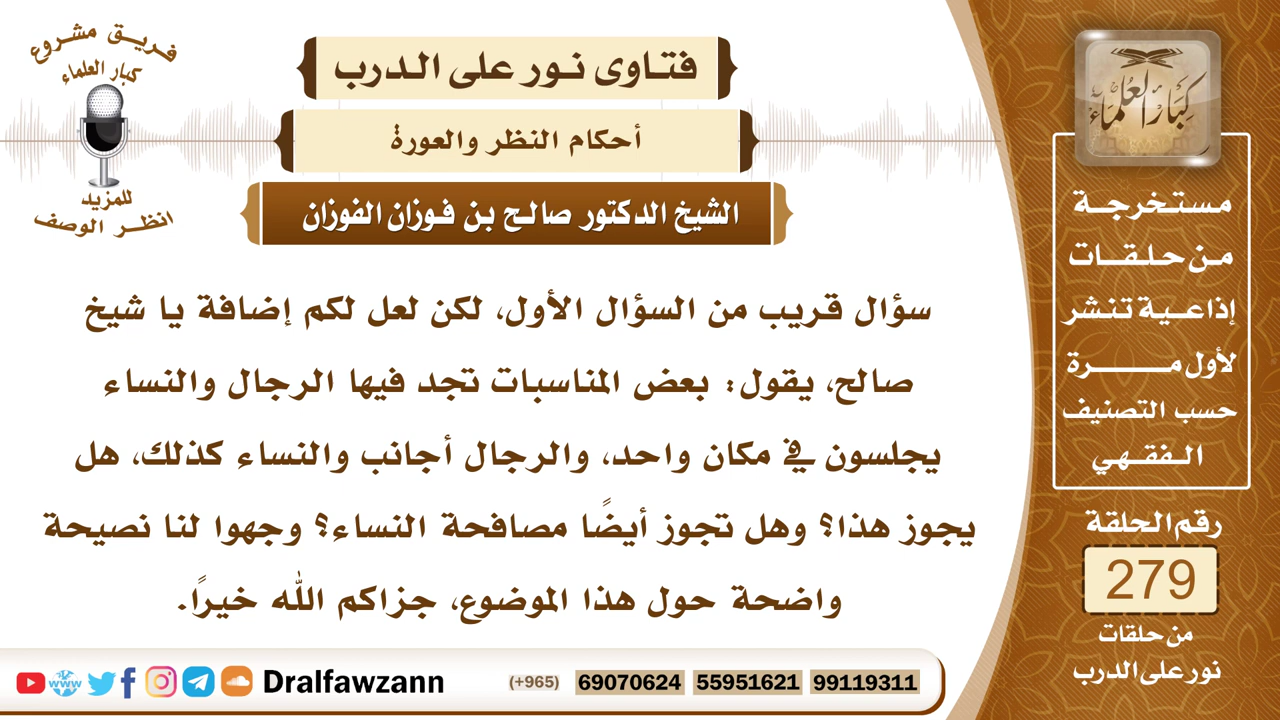 فريق مشروع
كبار العلماء
للمزيد
انظر الوصف
فتاوى نور على الدرب
أحكام النظر والعورة
الشيخ الدكتور صالح بن فوزان الفوزان
سؤال قريب من السؤال الأول، لكن لعل لكم إضافة يا شيخ
صالح، يقول: بعض المناسبات تجد فيها الرجال والنساء
يجلسون في مكان واحد، والرجال أجانب والنساء كذلك، هل
يجوز هذا؟ وهل تجوز أيضًا مصافحة النساء؟ وجهوا لنا نصيحة
واضحة حول هذا الموضوع، جزاكم الله خيرًا.
كبار العلماء
مستخرجة
من حلقات
إذاعية تنشر
لأول مرة
حسب التصنيف
الفقهي
رقم الحلقة
279
من حلقات
نور على الدرب
www
Dralfawzann
(+965) 69070624 55951621 99119311